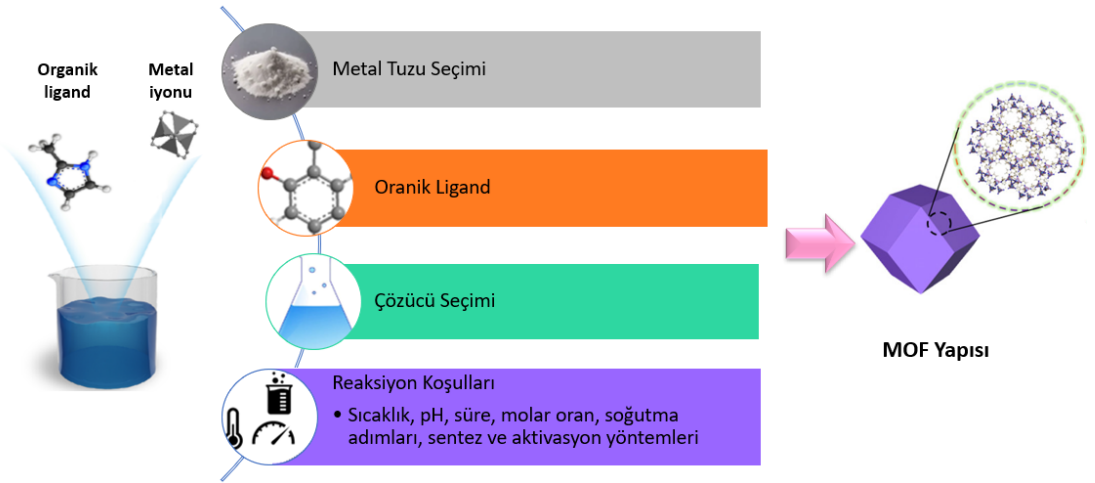 Organik
ligand
Metal
iyonu
Metal Tuzu Seçimi
Oranik Ligand
Çözücü Seçimi
Reaksiyon Koşulları
• Sıcaklık, pH, süre, molar oran, soğutma
adımları, sentez ve aktivasyon yöntemleri
MOF Yapısı